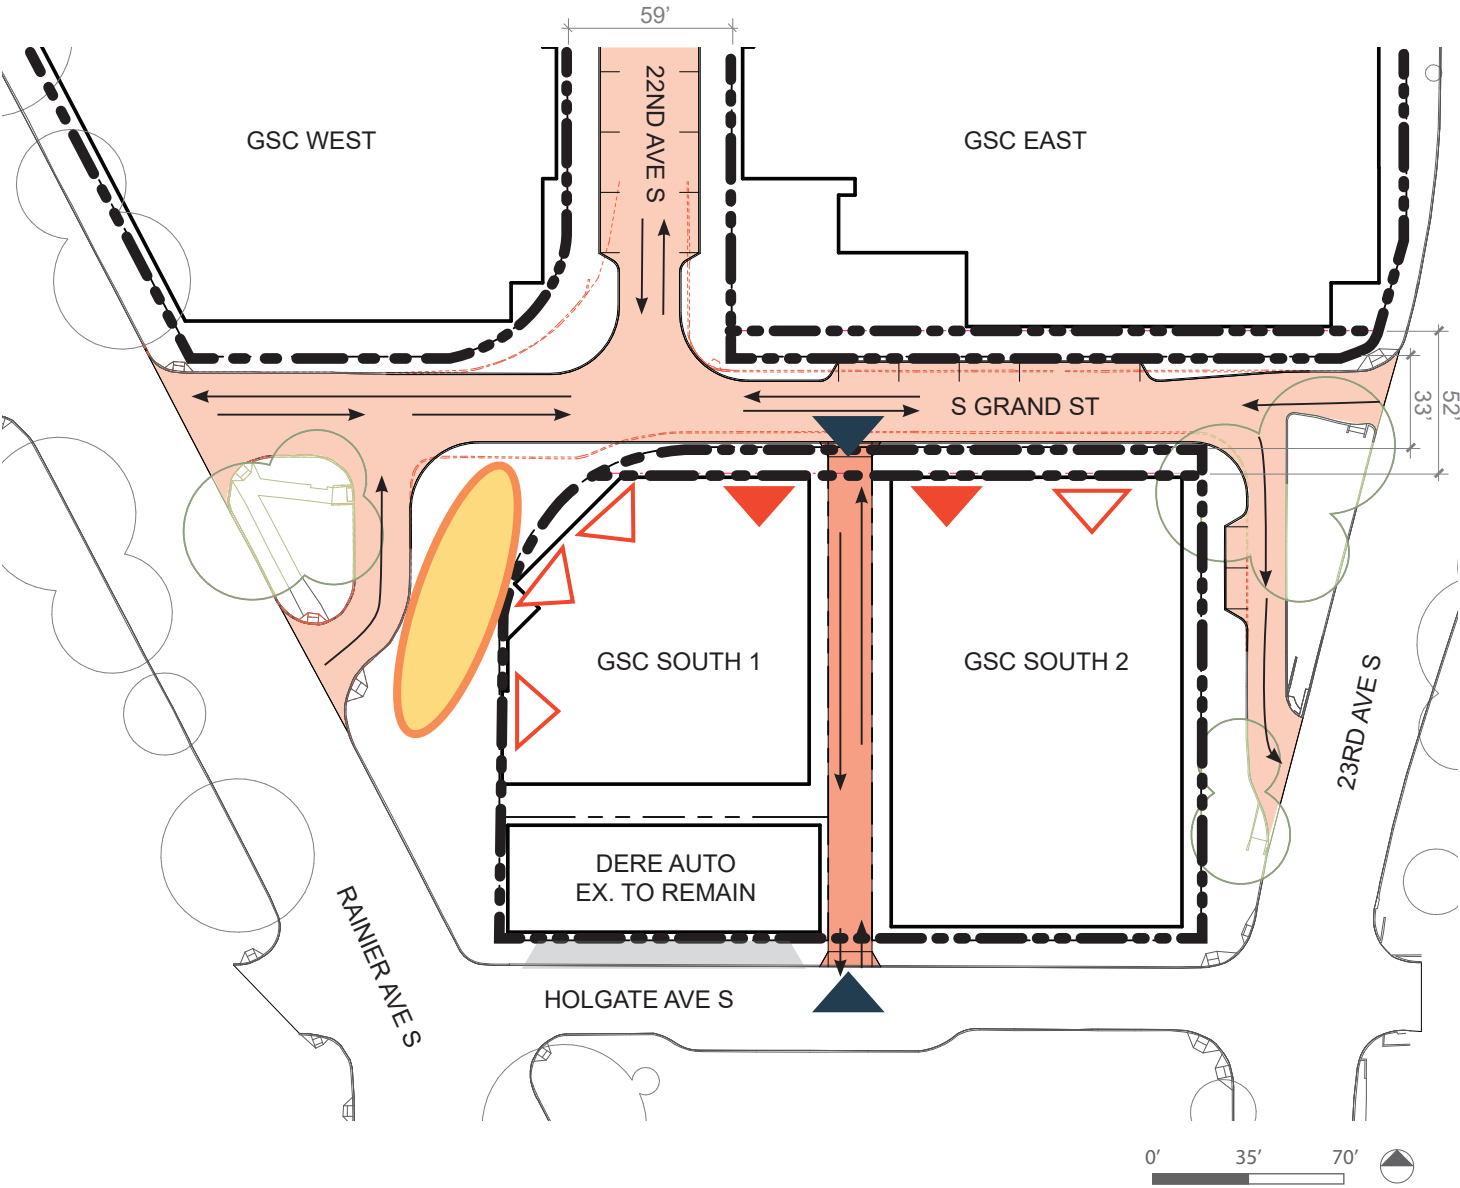 59’
22ND AVE S
GSC WEST
GSC EAST
S GRAND ST
33’
52’
GSC SOUTH 1
GSC SOUTH 2
23RD AVE S
DERE AUTO
EX. TO REMAIN
RAINIER AVE S
HOLGATE AVE S
0’ 35’ 70’